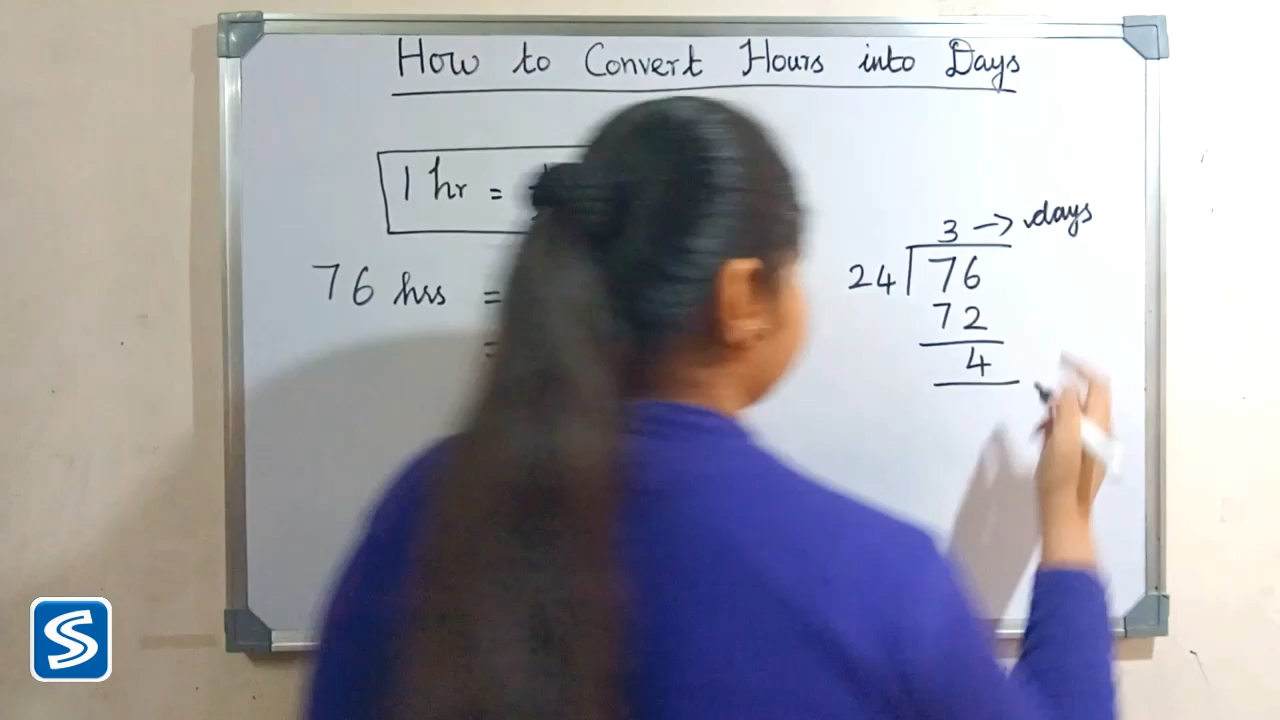 How to Convert Hours into Days
1 hr =
76 hrs =
=
3 → days
24 76
72
4
S